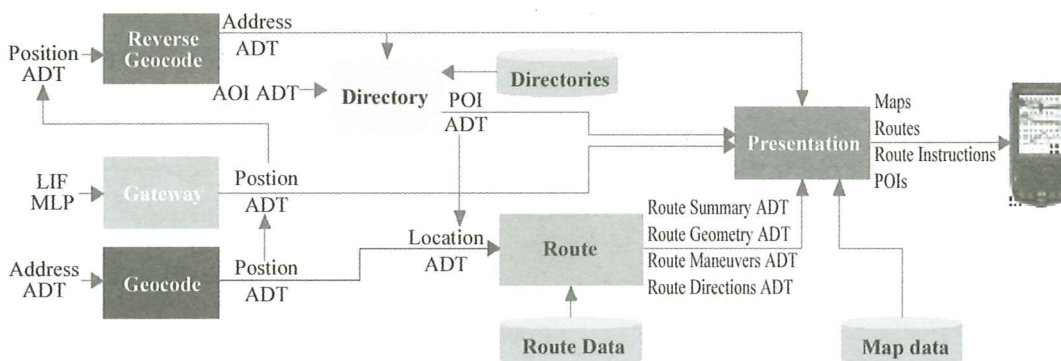 Address
ADT
Reverse
Geocode
Position
ADT
AOI ADT
Directory
Directories
POI
ADT
Presentation
Maps
Routes
Route Instructions
POIs
LIF
MLP
Gateway
Postion
ADT
Address
ADT
Geocode
Postion
ADT
Location
ADT
Route
Route Summary ADT
Route Geometry ADT
Route Maneuvers ADT
Route Directions ADT
Route Data
Map data